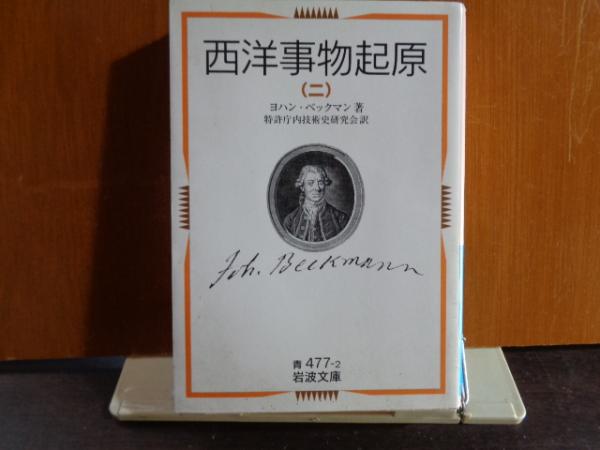 西洋事物起原
(二)
ヨハン・ベックマン著
特許庁内技術史研究会訳
Joh. Beckmann
青 477-2
岩波文庫